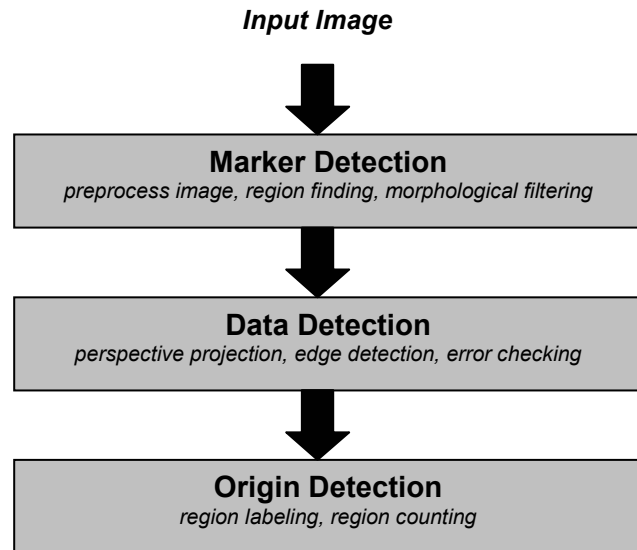 Input Image
Marker Detection
preprocess image, region finding, morphological filtering
Data Detection
perspective projection, edge detection, error checking
Origin Detection
region labeling, region counting